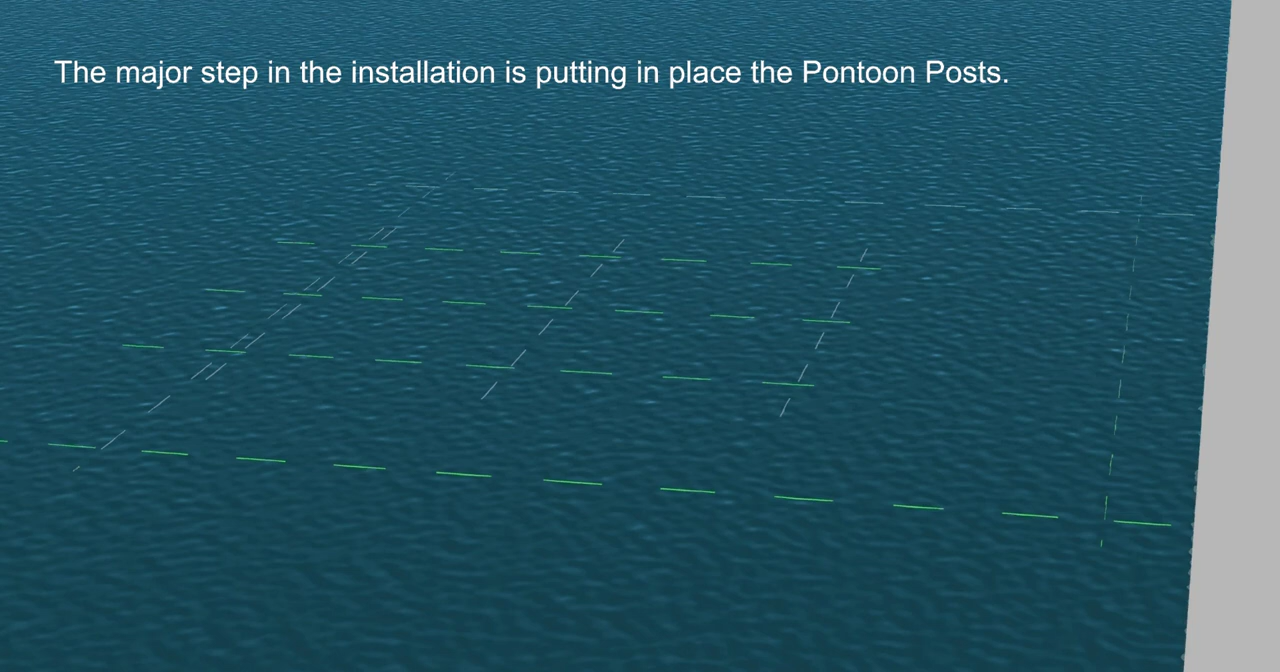 The major step in the installation is putting in place the Pontoon Posts.